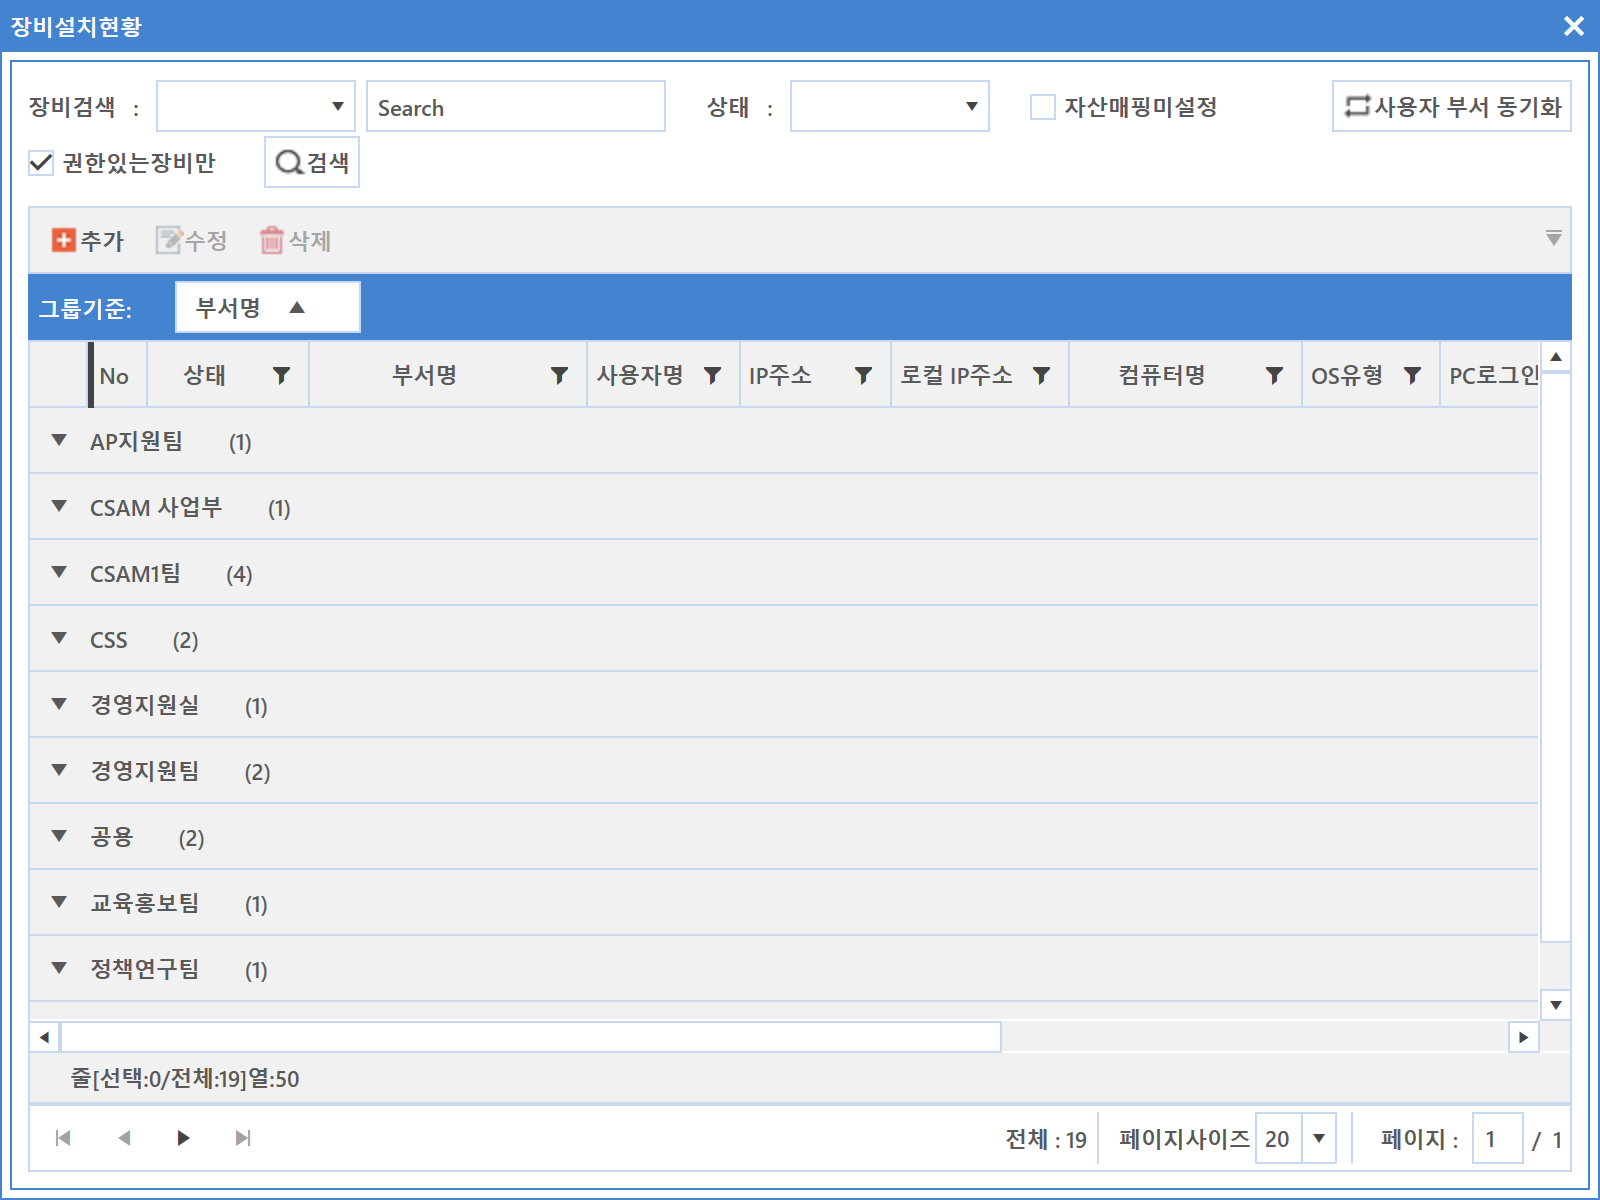 장비설치현황
장비검색 : Search 상태 : 자산매핑미설정 사용자 부서 동기화
권한있는장비만 검색
추가 수정 삭제
그룹기준: 부서명
No 상태 부서명 사용자명 IP주소 로컬 IP주소 컴퓨터명 OS유형 PC로그인
AP지원팀 (1)
CSAM 사업부 (1)
CSAM1팀 (4)
CSS (2)
경영지원실 (1)
경영지원팀 (2)
공용 (2)
교육홍보팀 (1)
정책연구팀 (1)
줄[선택:0/전체:19]열:50
전체 : 19 페이지사이즈 20 페이지 : 1 / 1